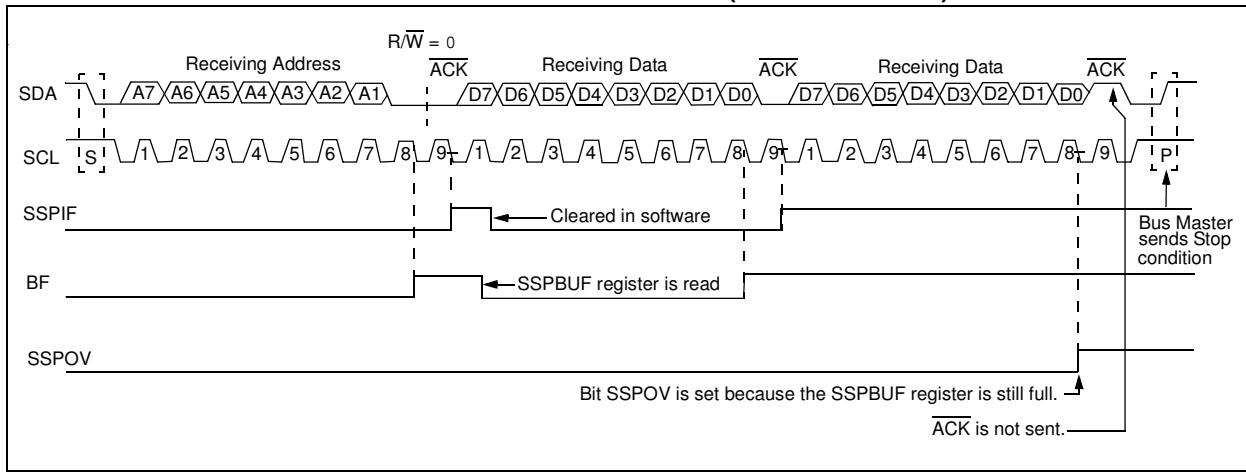 R/W = 0
Receiving Address ACK Receiving Data ACK Receiving Data ACK
SDA A7 A6 A5 A4 A3 A2 A1 D7 D6 D5 D4 D3 D2 D1 D0 D7 D6 D5 D4 D3 D2 D1 D0
SCL S 1 2 3 4 5 6 7 8 9 1 2 3 4 5 6 7 8 9 1 2 3 4 5 6 7 8 9 P
SSPIF Cleared in software
Bus Master
sends Stop
condition
BF SSPBUF register is read
SSPOV
Bit SSPOV is set because the SSPBUF register is still full.
ACK is not sent.